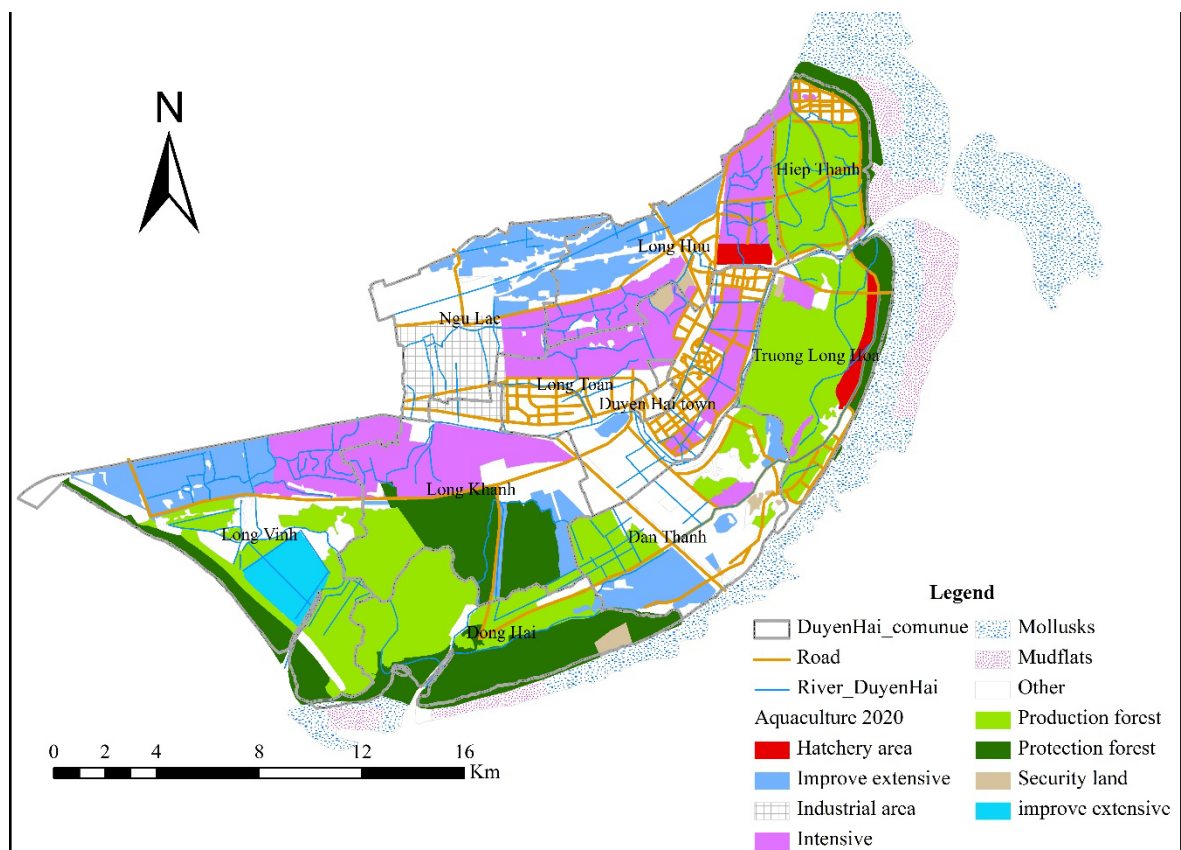 N
Hiep Thanh
Long Huu
Ngu Lac
Truong Long Hoa
Long Toan
Duyen Hai town
Long Khanh
Long Vinh
Dan Thanh
Dong Hai
0 2 4 8 12 16
Km
Legend
DuyenHai_comunue
Road
River_DuyenHai
Aquaculture 2020
Hatchery area
Improve extensive
Industrial area
Intensive
Mollusks
Mudflats
Other
Production forest
Protection forest
Security land
improve extensive